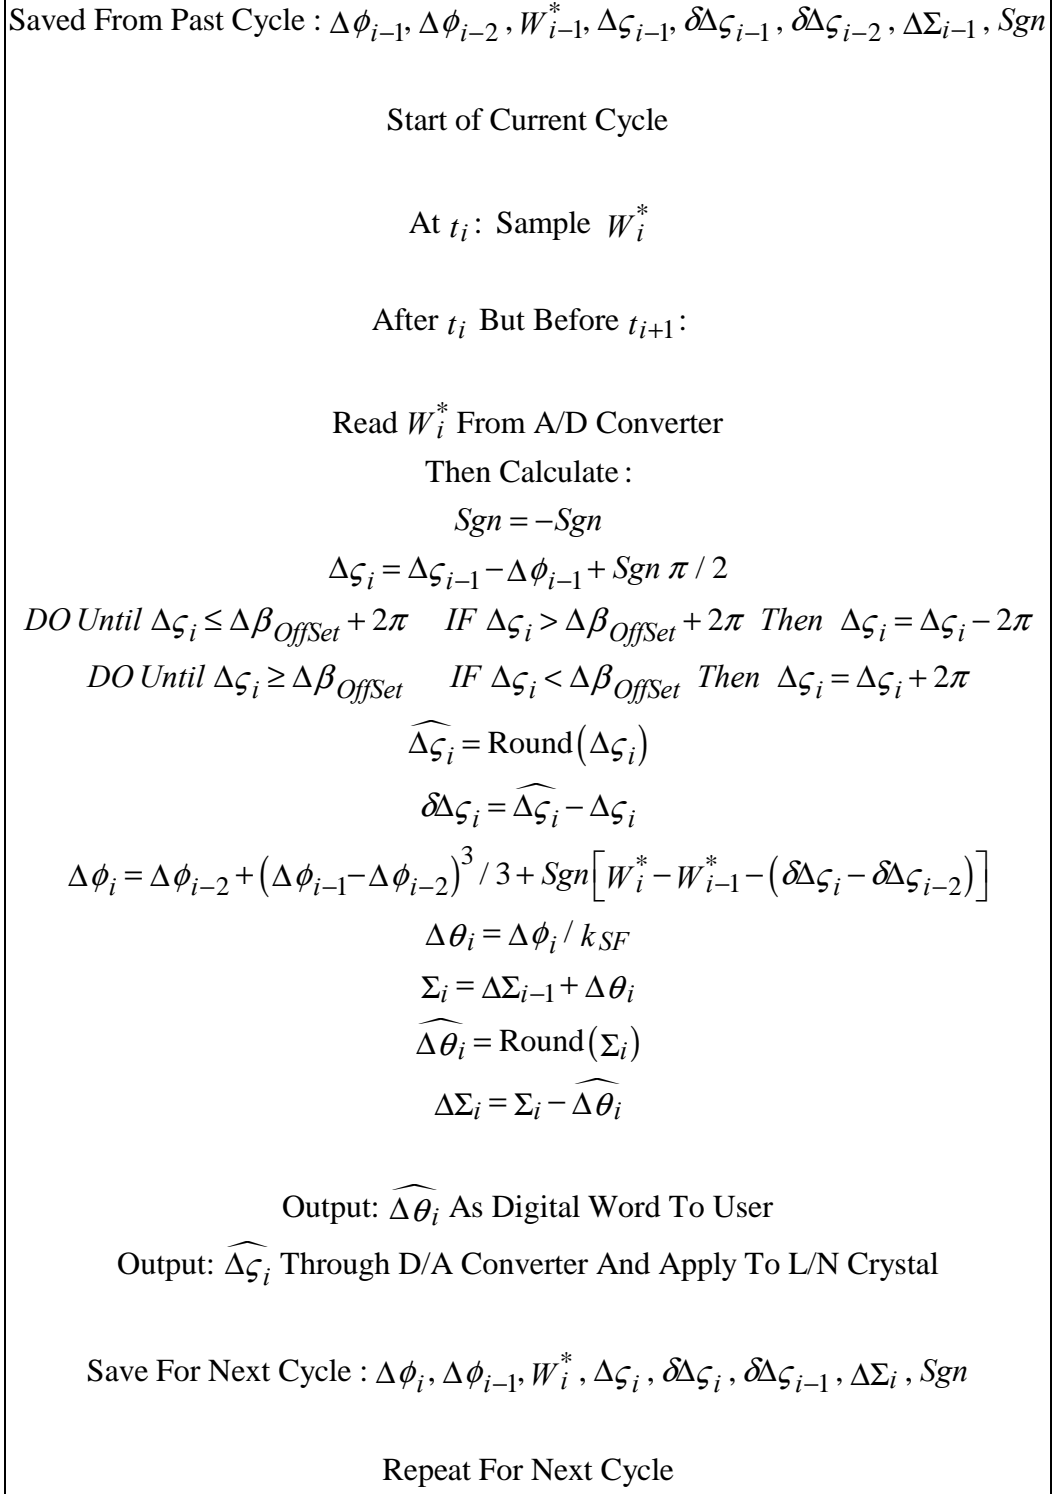 Saved From Past Cycle : Δϕ_{i−1}, Δϕ_{i−2} , W*_{i−1}, Δς_{i−1}, δΔς_{i−1} , δΔς_{i−2} , ΔΣ_{i−1} , Sgn
Start of Current Cycle
At t_i : Sample W*_i
After t_i But Before t_{i+1} :
Read W*_i From A/D Converter
Then Calculate :
Sgn = −Sgn
Δς_i = Δς_{i−1} − Δϕ_{i−1} + Sgn π / 2
DO Until Δς_i ≤ Δβ_{OffSet} + 2π IF Δς_i > Δβ_{OffSet} + 2π Then Δς_i = Δς_i − 2π
DO Until Δς_i ≥ Δβ_{OffSet} IF Δς_i < Δβ_{OffSet} Then Δς_i = Δς_i + 2π
\widehat{Δς_i} = Round(Δς_i)
δΔς_i = \widehat{Δς_i} − Δς_i
Δϕ_i = Δϕ_{i−2} + (Δϕ_{i−1} − Δϕ_{i−2})^3 / 3 + Sgn[W*_i − W*_{i−1} − (δΔς_i − δΔς_{i−2})]
Δθ_i = Δϕ_i / k_{SF}
Σ_i = ΔΣ_{i−1} + Δθ_i
\widehat{Δθ_i} = Round(Σ_i)
ΔΣ_i = Σ_i − \widehat{Δθ_i}
Output: \widehat{Δθ_i} As Digital Word To User
Output: \widehat{Δς_i} Through D/A Converter And Apply To L/N Crystal
Save For Next Cycle : Δϕ_i , Δϕ_{i−1}, W*_i , Δς_i , δΔς_i , δΔς_{i−1} , ΔΣ_i , Sgn
Repeat For Next Cycle